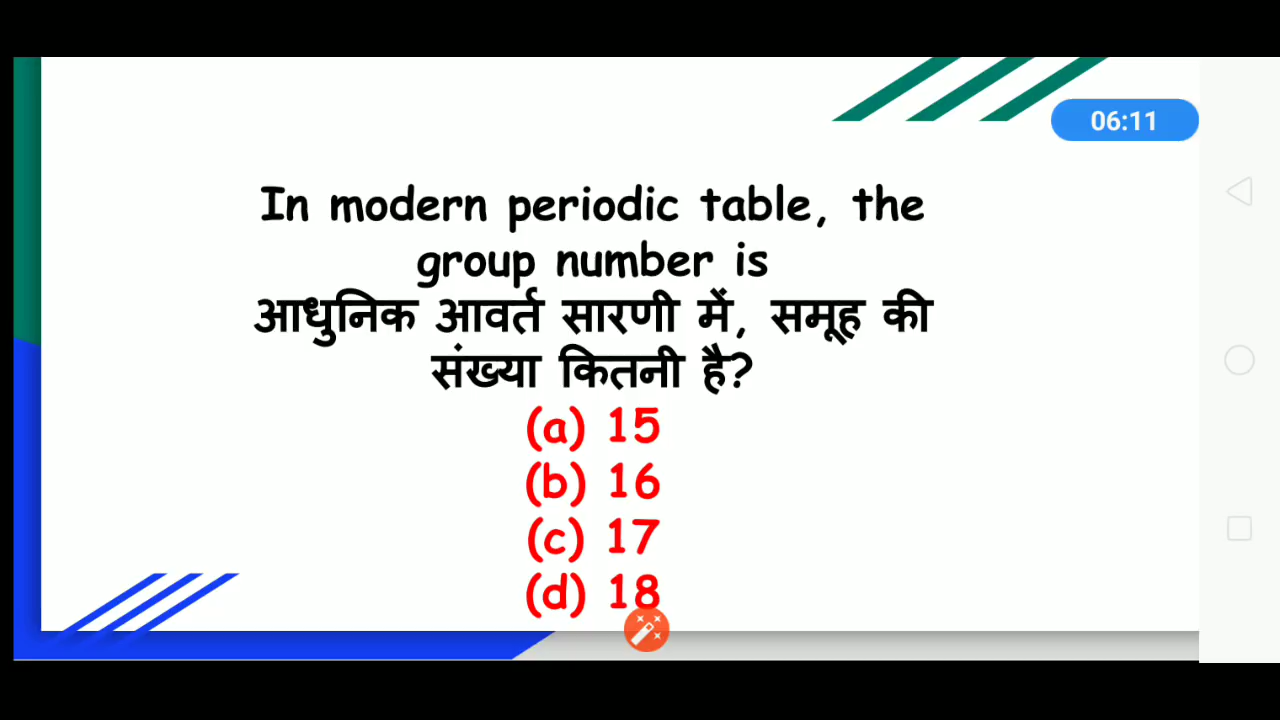 06:11
In modern periodic table, the
group number is
आधुनिक आवर्त सारणी में, समूह की
संख्या कितनी है?
(a) 15
(b) 16
(c) 17
(d) 18